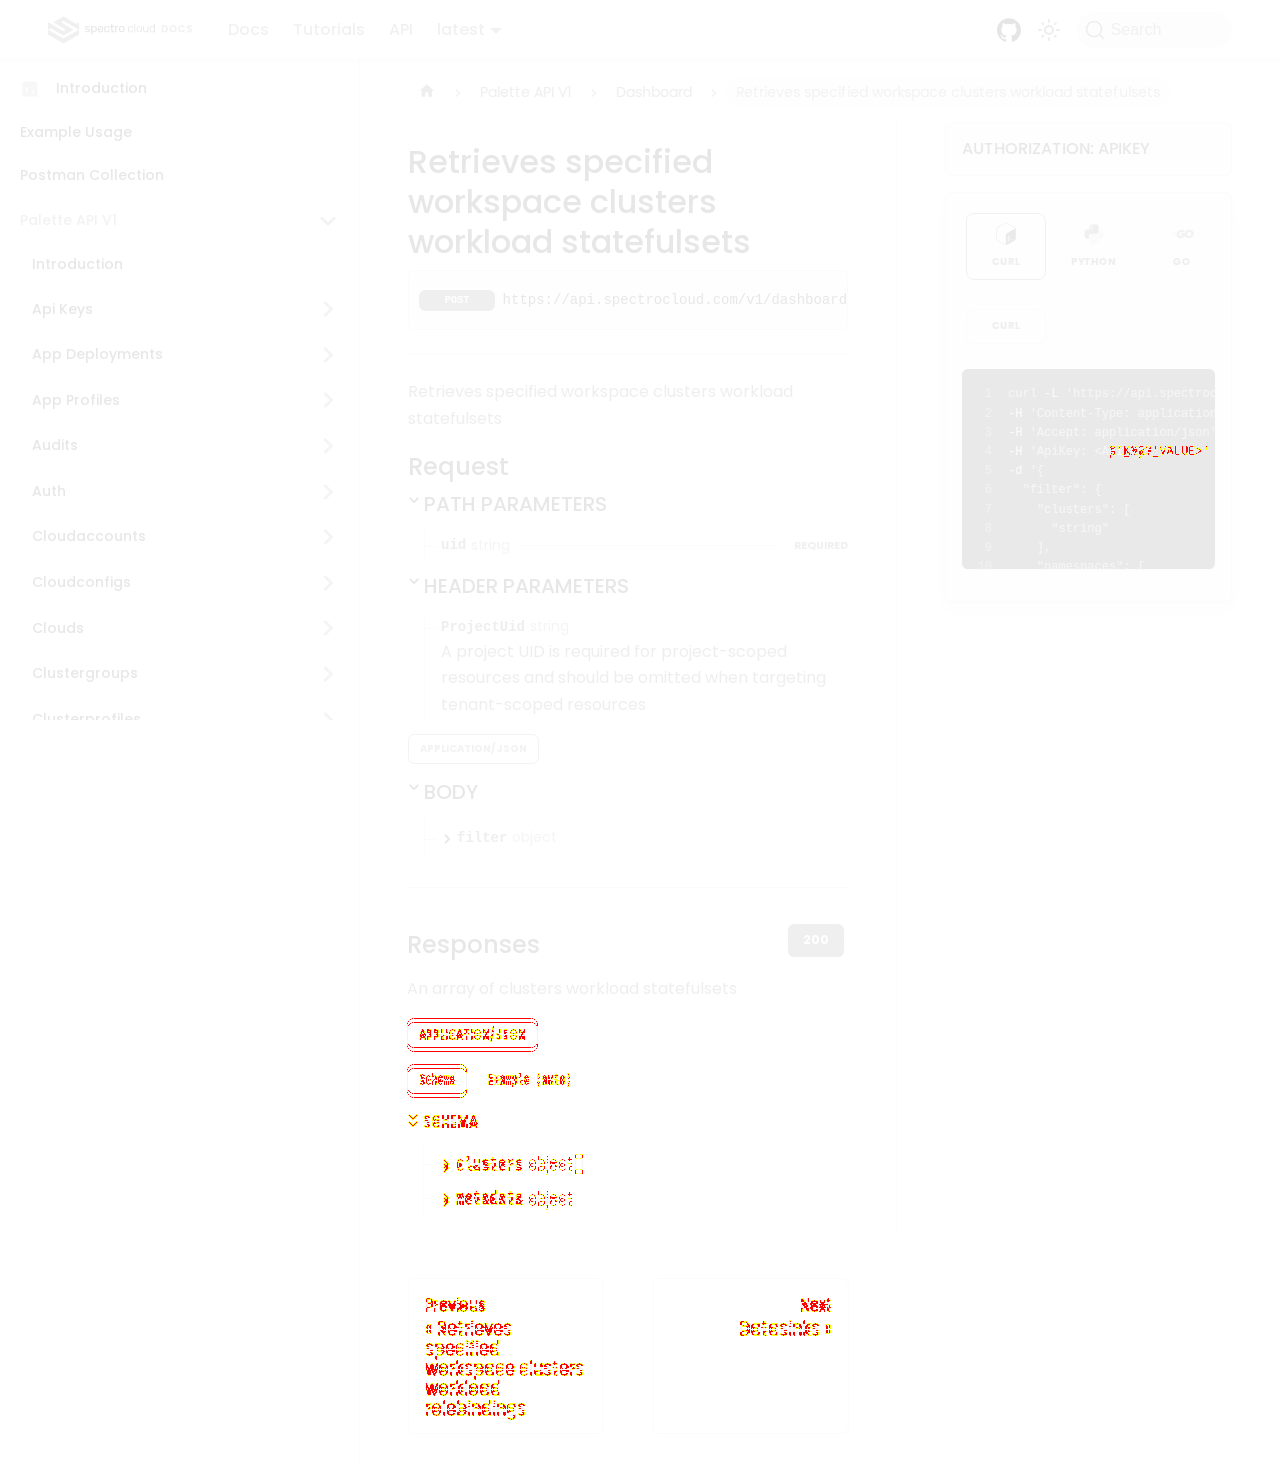 spectro cloud DOCS
Docs
Tutorials
API
latest
Search
Introduction
Example Usage
Postman Collection
Palette API V1
Introduction
Api Keys
App Deployments
App Profiles
Audits
Auth
Cloudaccounts
Cloudconfigs
Clouds
Clustergroups
Clusterprofiles
Palette API V1
Dashboard
Retrieves specified workspace clusters workload statefulsets
Retrieves specified
workspace clusters
workload statefulsets
POST
https://api.spectrocloud.com/v1/dashboard
Retrieves specified workspace clusters workload
statefulsets
Request
PATH PARAMETERS
uid string
REQUIRED
HEADER PARAMETERS
ProjectUid string
A project UID is required for project-scoped
resources and should be omitted when targeting
tenant-scoped resources
APPLICATION/JSON
BODY
filter object
Responses
200
An array of clusters workload statefulsets
APPLICATION/JSON
Schema
Example (auto)
SCHEMA
clusters object[]
metadata object
Previous
« Retrieves
specified
workspace clusters
workload
rolebindings
Next
Datasinks »
AUTHORIZATION: APIKEY
CURL
PYTHON
GO
GO
CURL
1 curl -L 'https://api.spectroc
2 -H 'Content-Type: application
3 -H 'Accept: application/json'
4 -H 'ApiKey:
5 -d '{
6 "filter": {
7 "clusters": [
8 "string"
9 ],
10 "namespaces": [